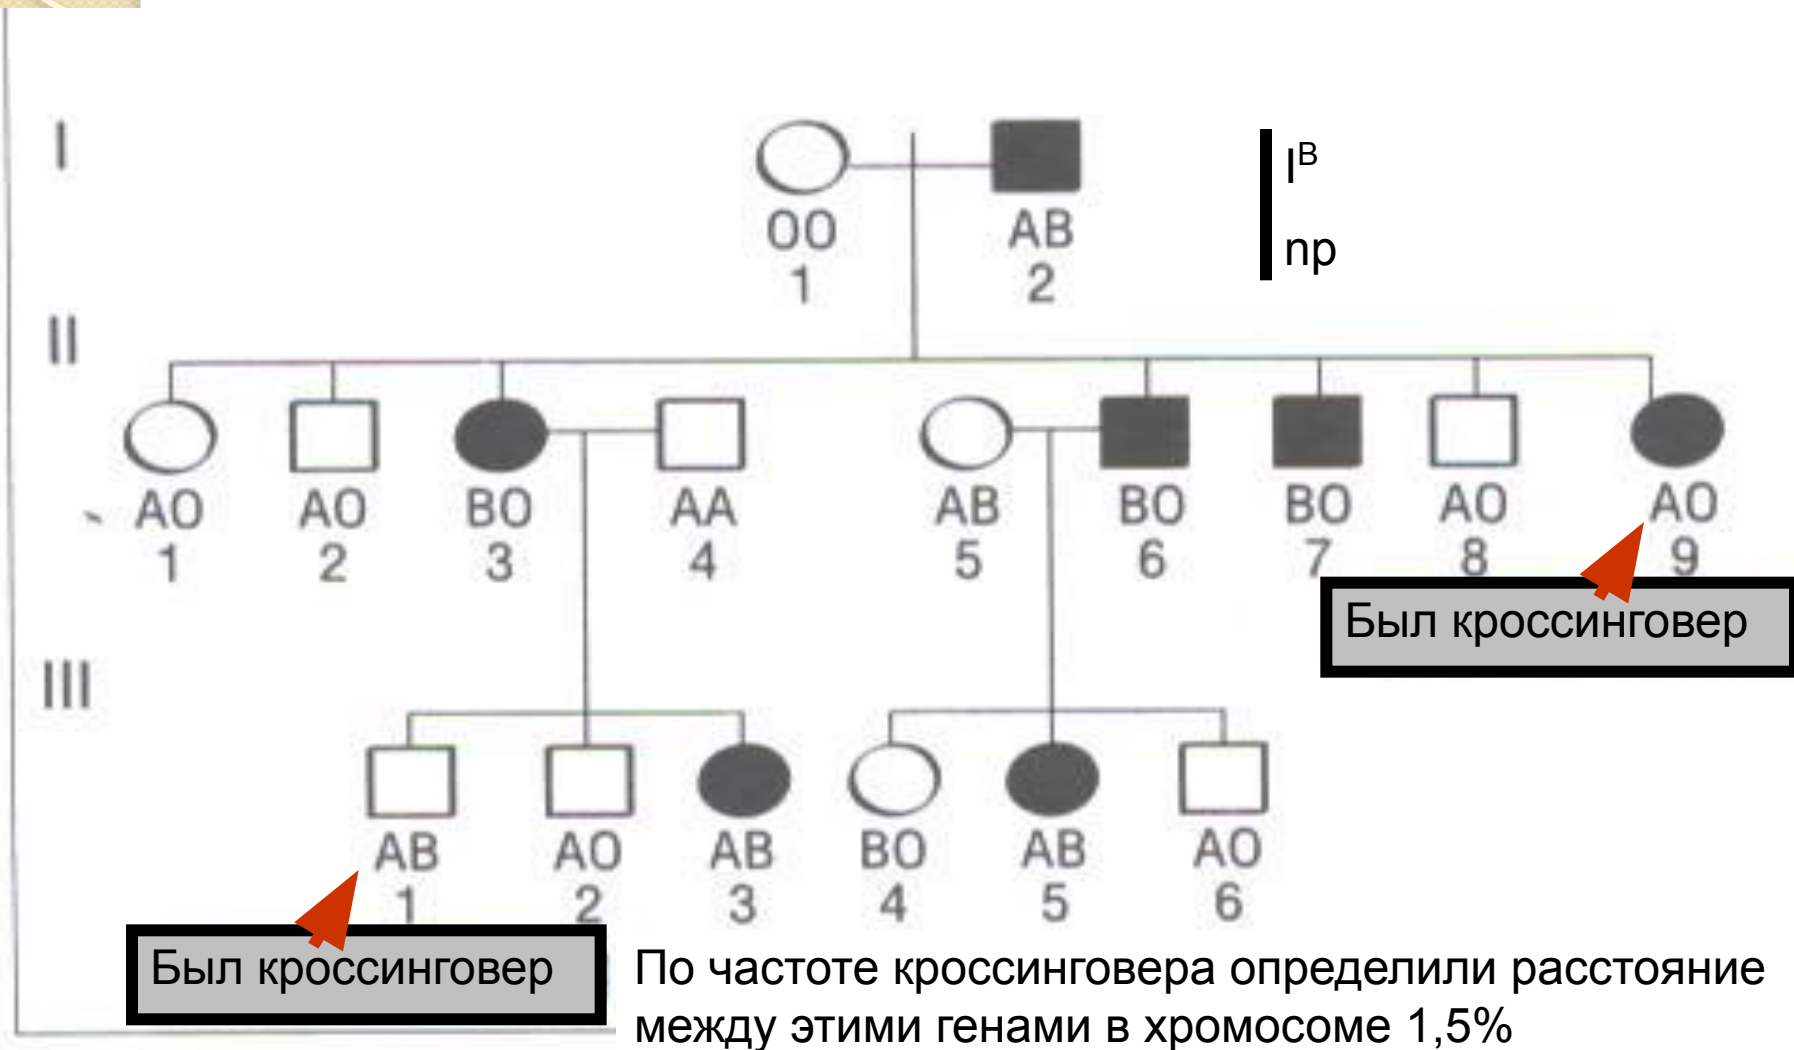 I
OO
AB
1
2
I^B
np
II
AO
AO
BO
AA
AB
BO
BO
AO
AO
1
2
3
4
5
6
7
8
9
Был кроссинговер
III
AB
AO
AB
BO
AB
AO
1
2
3
4
5
6
Был кроссинговер
По частоте кроссинговера определили расстояние
между этими генами в хромосоме 1,5%